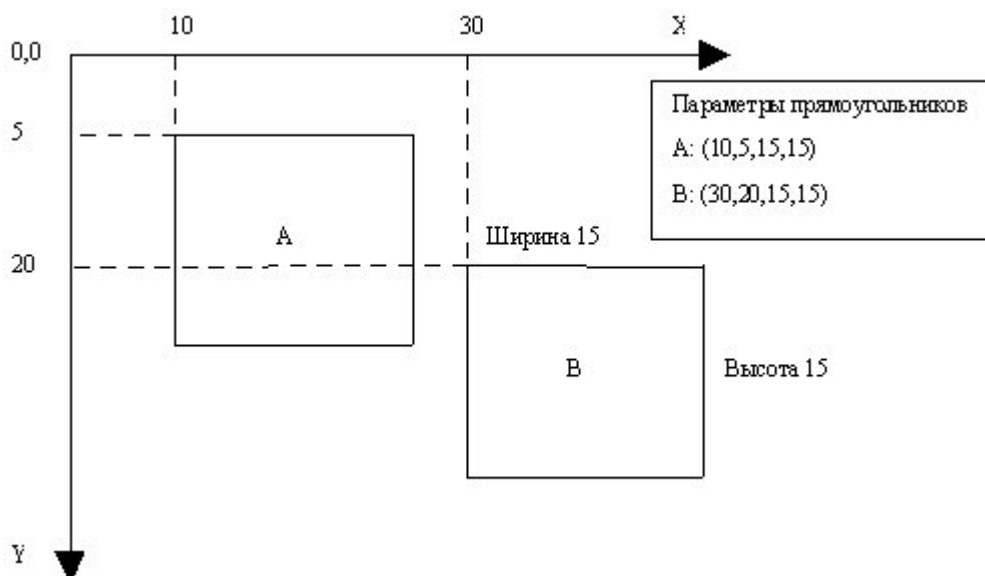 10
30
X
0,0
Параметры прямоугольников
A: (10,5,15,15)
B: (30,20,15,15)
5
A
Ширина 15
20
B
Высота 15
Y